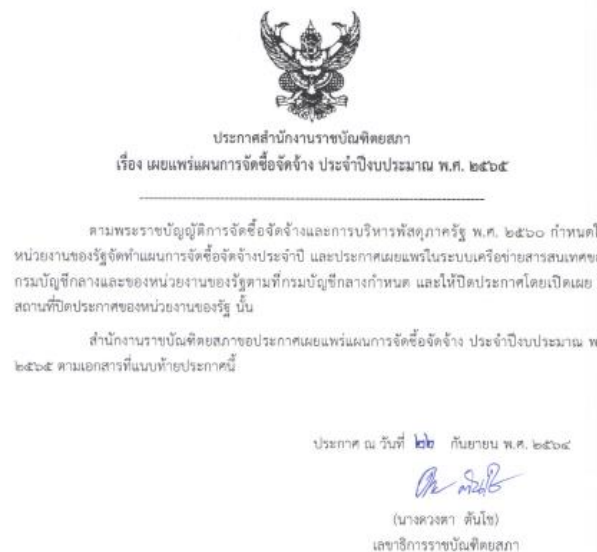 ประกาศสำนักงานราชบัณฑิตยสภา
เรื่อง เผยแพร่แผนการจัดซื้อจัดจ้าง ประจำปีงบประมาณ พ.ศ. ๒๕๖๕
ตามพระราชบัญญัติการจัดซื้อจัดจ้างและการบริหารพัสดุภาครัฐ พ.ศ. ๒๕๖๐ กำหนดใ
หน่วยงานของรัฐจัดทำแผนการจัดซื้อจัดจ้างประจำปี และประกาศเผยแพร่ในระบบเครือข่ายสารสนเทศขอ
กรมบัญชีกลางและของหน่วยงานของรัฐตามที่กรมบัญชีกลางกำหนด และให้ปิดประกาศโดยเปิดเผย
สถานที่ปิดประกาศของหน่วยงานของรัฐ นั้น
สำนักงานราชบัณฑิตยสภาขอประกาศเผยแพร่แผนการจัดซื้อจัดจ้าง ประจำปีงบประมาณ พ
๒๕๖๕ ตามเอกสารที่แนบท้ายประกาศนี้
ประกาศ ณ วันที่ ๒๒ กันยายน พ.ศ. ๒๕๖๔
(นางดวงตา ตันโช)
เลขาธิการราชบัณฑิตยสภา